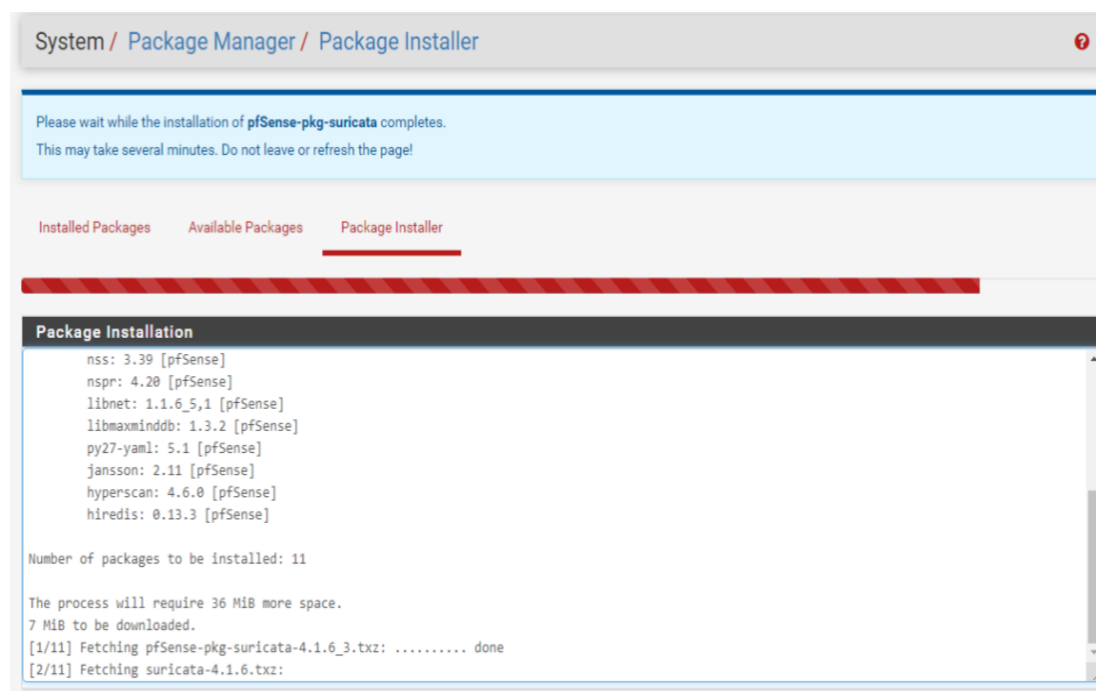 System / Package Manager / Package Installer
Please wait while the installation of pfSense-pkg-suricata completes.
This may take several minutes. Do not leave or refresh the page!
Installed Packages Available Packages Package Installer
Package Installation
nss: 3.39 [pfSense]
nspr: 4.20 [pfSense]
libnet: 1.1.6_5,1 [pfSense]
libmaxminddb: 1.3.2 [pfSense]
py27-yaml: 5.1 [pfSense]
jansson: 2.11 [pfSense]
hyperscan: 4.6.0 [pfSense]
hiredis: 0.13.3 [pfSense]
Number of packages to be installed: 11
The process will require 36 MiB more space.
7 MiB to be downloaded.
[1/11] Fetching pfSense-pkg-suricata-4.1.6_3.txz: .......... done
[2/11] Fetching suricata-4.1.6.txz: